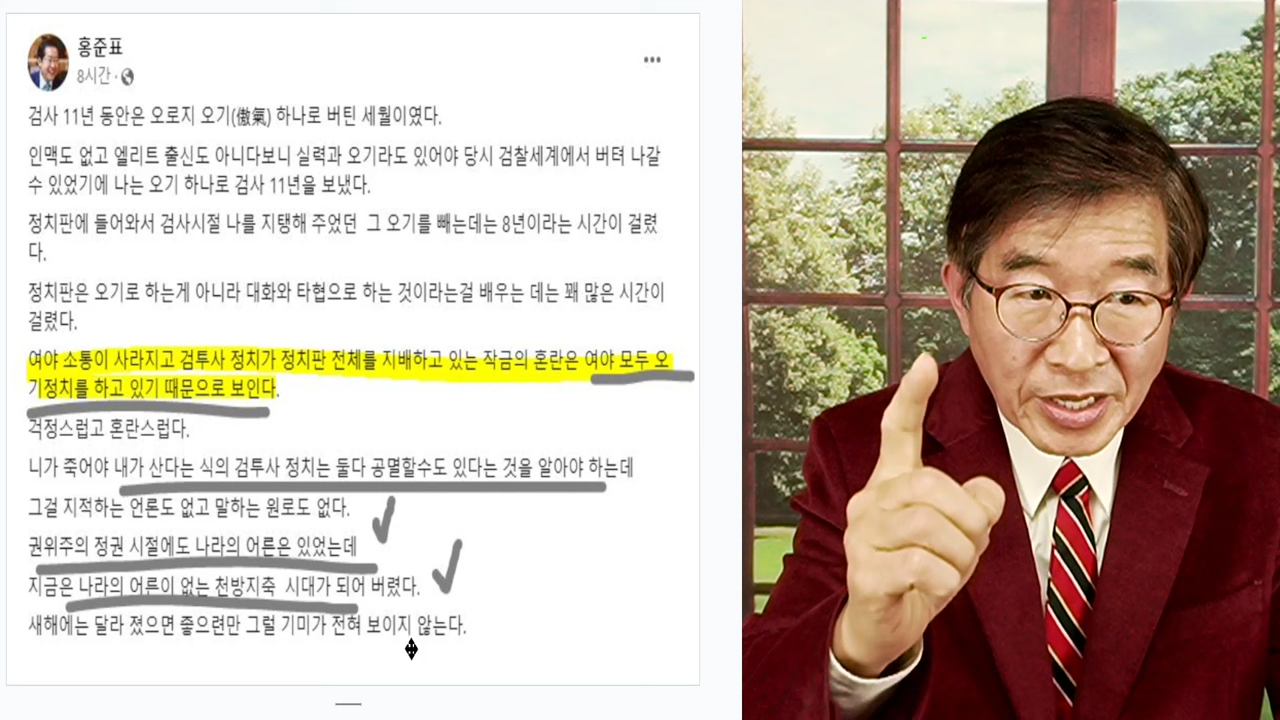 홍준표
8시간 ·
검사 11년 동안은 오로지 오기(傲氣) 하나로 버틴 세월이였다.
인맥도 없고 엘리트 출신도 아니다보니 실력과 오기라도 있어야 당시 검찰세계에서 버텨 나갈
수 있었기에 나는 오기 하나로 검사 11년을 보냈다.
정치판에 들어와서 검사시절 나를 지탱해 주었던 그 오기를 빼는데는 8년이라는 시간이 걸렸
다.
정치판은 오기로 하는게 아니라 대화와 타협으로 하는 것이라는걸 배우는 데는 꽤 많은 시간이
걸렸다.
여야 소통이 사라지고 검투사 정치가 정치판 전체를 지배하고 있는 작금의 혼란은 여야 모두 오
기정치를 하고 있기 때문으로 보인다.
걱정스럽고 혼란스럽다.
니가 죽어야 내가 산다는 식의 검투사 정치는 둘다 공멸할수도 있다는 것을 알아야 하는데
그걸 지적하는 언론도 없고 말하는 원로도 없다.
권위주의 정권 시절에도 나라의 어른은 있었는데
지금은 나라의 어른이 없는 천방지축 시대가 되어 버렸다.
새해에는 달라 졌으면 좋으련만 그럴 기미가 전혀 보이지 않는다.